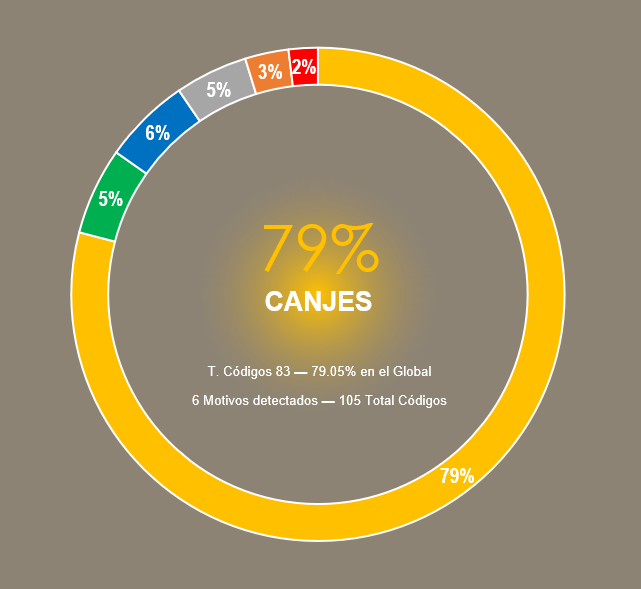 2%
3%
5%
6%
5%
79%
CANJES
T. Códigos 83 — 79.05% en el Global
6 Motivos detectados — 105 Total Códigos
79%